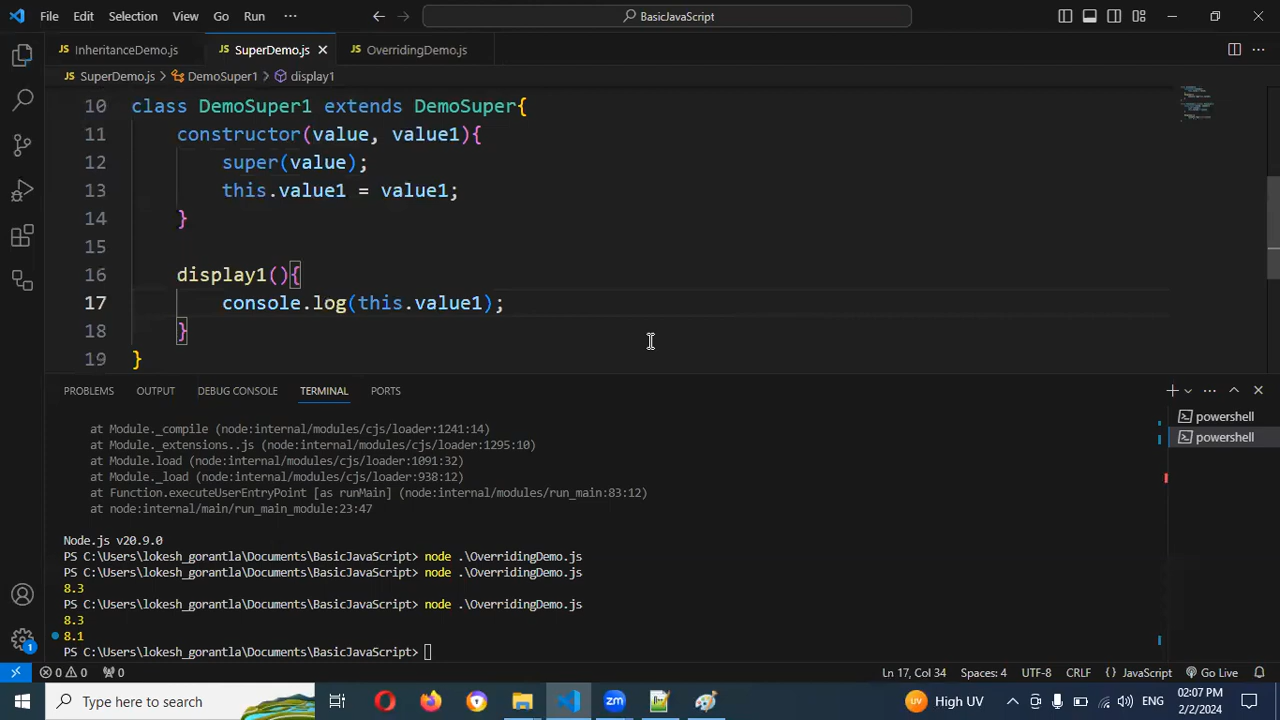 File Edit Selection View Go Run ··· BasicJavaScript
JS InheritanceDemo.js JS SuperDemo.js JS OverridingDemo.js
JS SuperDemo.js > DemoSuper1 > display1
10 class DemoSuper1 extends DemoSuper{
11 constructor(value, value1){
12 super(value);
13 this.value1 = value1;
14 }
15
16 display1(){
17 console.log(this.value1);
18 }
19 }
PROBLEMS OUTPUT DEBUG CONSOLE TERMINAL PORTS
at Module._compile (node:internal/modules/cjs/loader:1241:14)
at Module._extensions..js (node:internal/modules/cjs/loader:1295:10)
at Module.load (node:internal/modules/cjs/loader:1091:32)
at Module._load (node:internal/modules/cjs/loader:938:12)
at Function.executeUserEntryPoint [as runMain] (node:internal/modules/run_main:83:12)
at node:internal/main/run_main_module:23:47
Node.js v20.9.0
PS C:\Users\lokesh_gorantla\Documents\BasicJavaScript> node .\OverridingDemo.js
PS C:\Users\lokesh_gorantla\Documents\BasicJavaScript> node .\OverridingDemo.js
8.3
PS C:\Users\lokesh_gorantla\Documents\BasicJavaScript> node .\OverridingDemo.js
8.3
8.1
PS C:\Users\lokesh_gorantla\Documents\BasicJavaScript>
powershell
powershell
1
0 0 0 Ln 17, Col 34 Spaces: 4 UTF-8 CRLF {} JavaScript Go Live
Type here to search
zm
UV High UV ENG
02:07 PM
2/2/2024